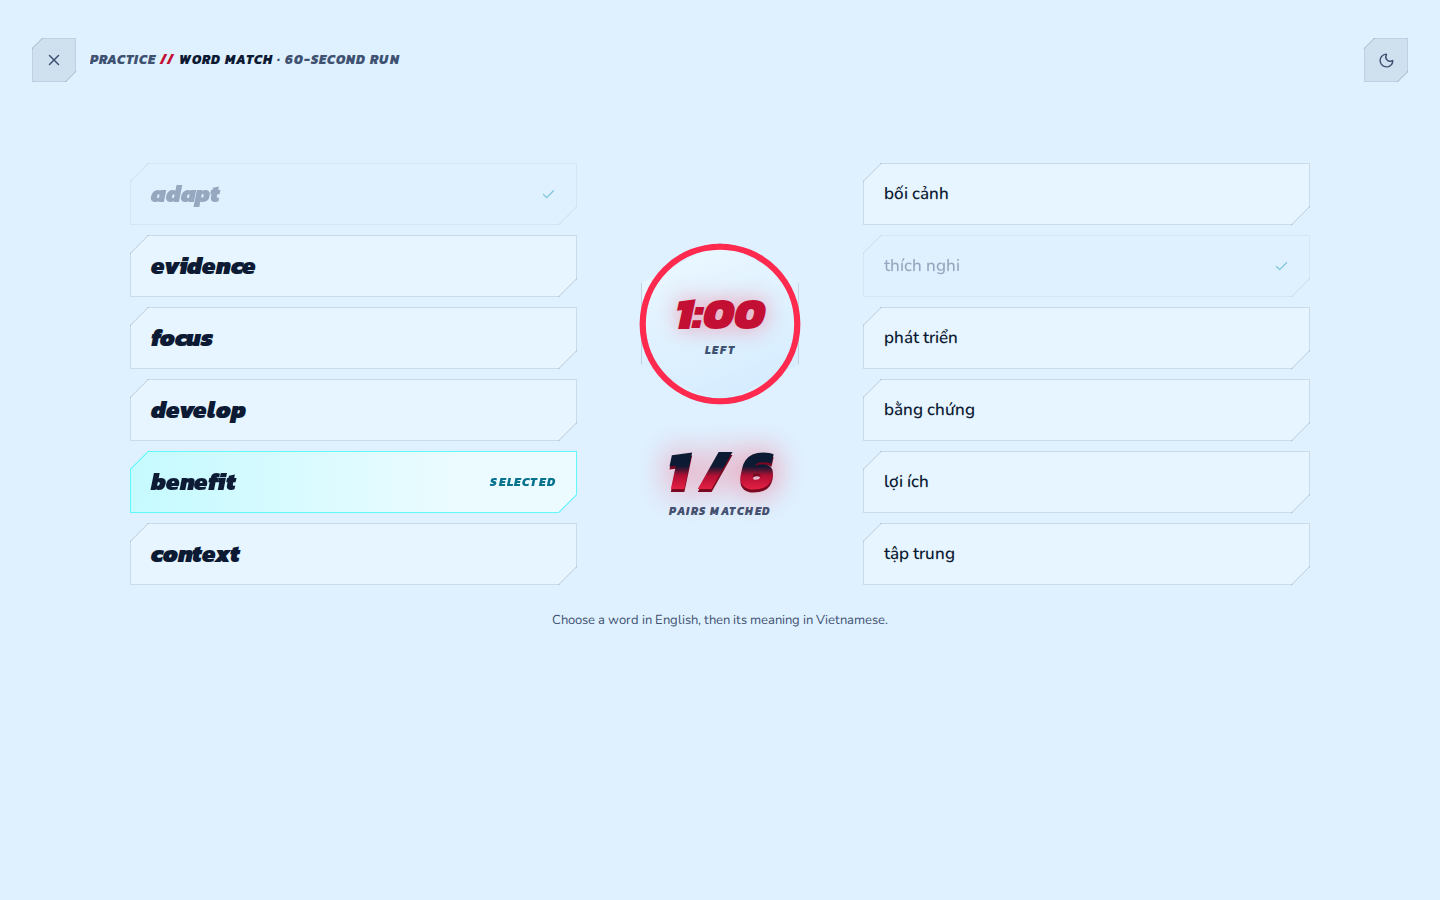 PRACTICE // WORD MATCH · 60-SECOND RUN
adapt
evidence
focus
develop
benefit SELECTED
context
1:00
LEFT
1 / 6
PAIRS MATCHED
bối cảnh
thích nghi
phát triển
bằng chứng
lợi ích
tập trung
Choose a word in English, then its meaning in Vietnamese.